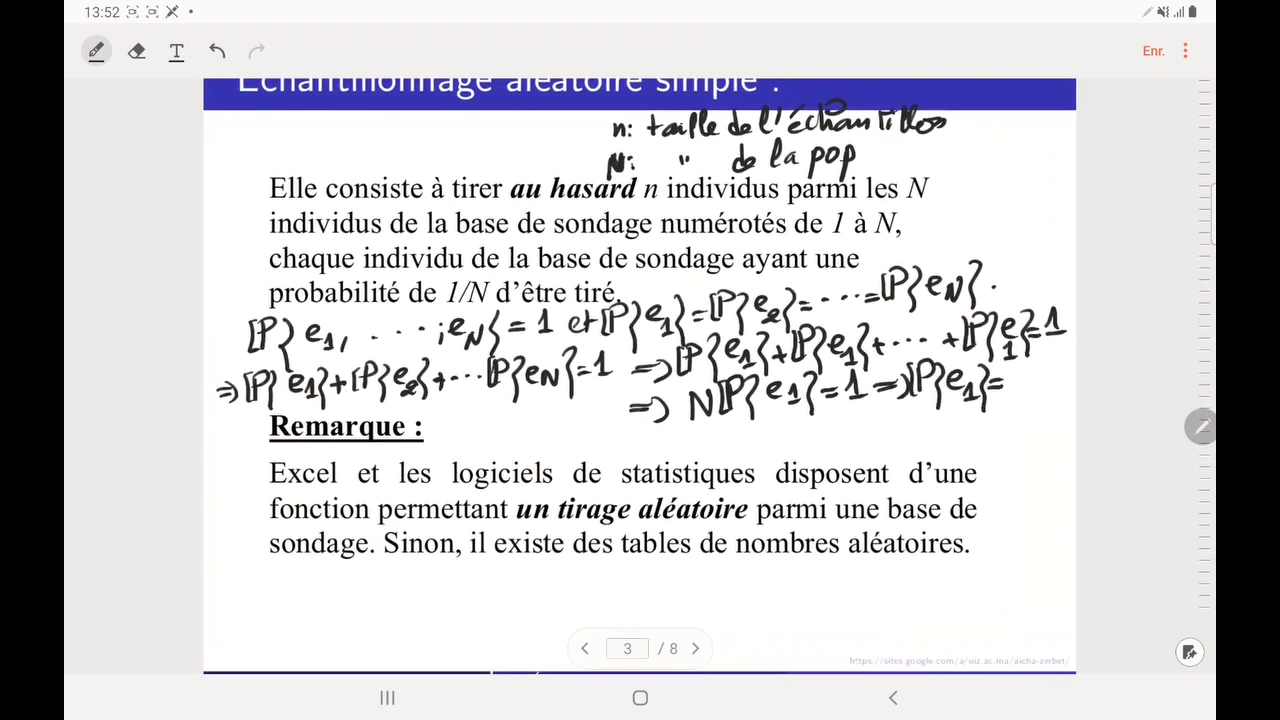 13:52
Enr.
Echantillonnage aléatoire simple :
n: taille de l'échantillon
N: " de la pop
Elle consiste à tirer au hasard n individus parmi les N
individus de la base de sondage numérotés de 1 à N,
chaque individu de la base de sondage ayant une
probabilité de 1/N d'être tiré.
P{e1, ...; eN} = 1 et P{e1} = P{e2} = ... = P{eN}.
=> P{e1} + P{e2} + ... P{eN} = 1 => P{e1} + P{e1} + ... + P{e1} = 1
=> N P{e1} = 1 => P{e1} =
Remarque :
Excel et les logiciels de statistiques disposent d'une
fonction permettant un tirage aléatoire parmi une base de
sondage. Sinon, il existe des tables de nombres aléatoires.
3 / 8
https://sites.google.com/a/uiz.ac.ma/aicha-zerbet/